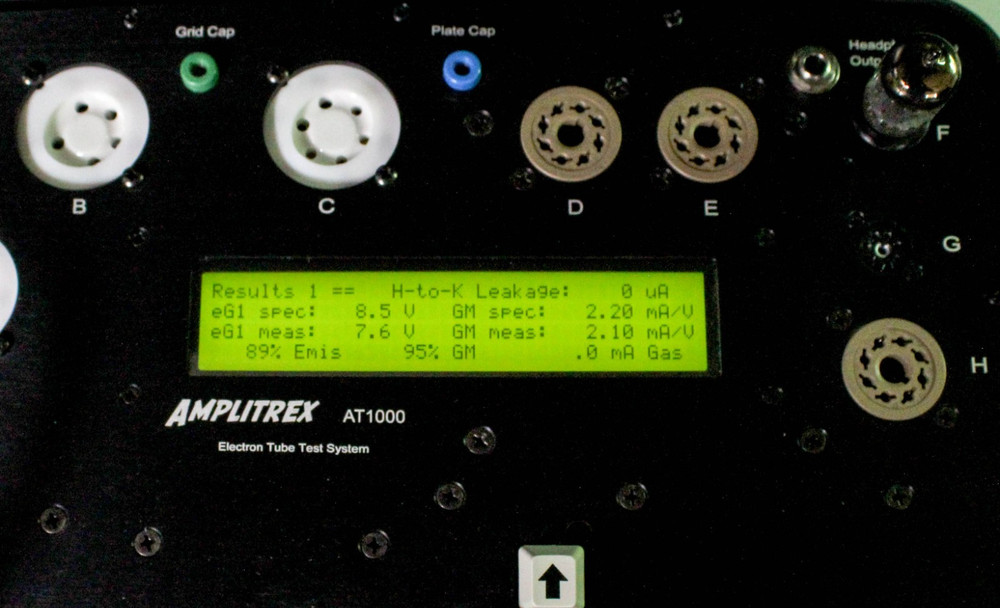 Grid Cap
Plate Cap
B
C
D
E
F
G
H
Results 1 == H-to-K Leakage: 0 uA
eG1 spec: 8.5 V GM spec: 2.20 mA/V
eG1 meas: 7.6 V GM meas: 2.10 mA/V
89% Emis 95% GM .0 mA Gas
AMPLITREX AT1000
Electron Tube Test System